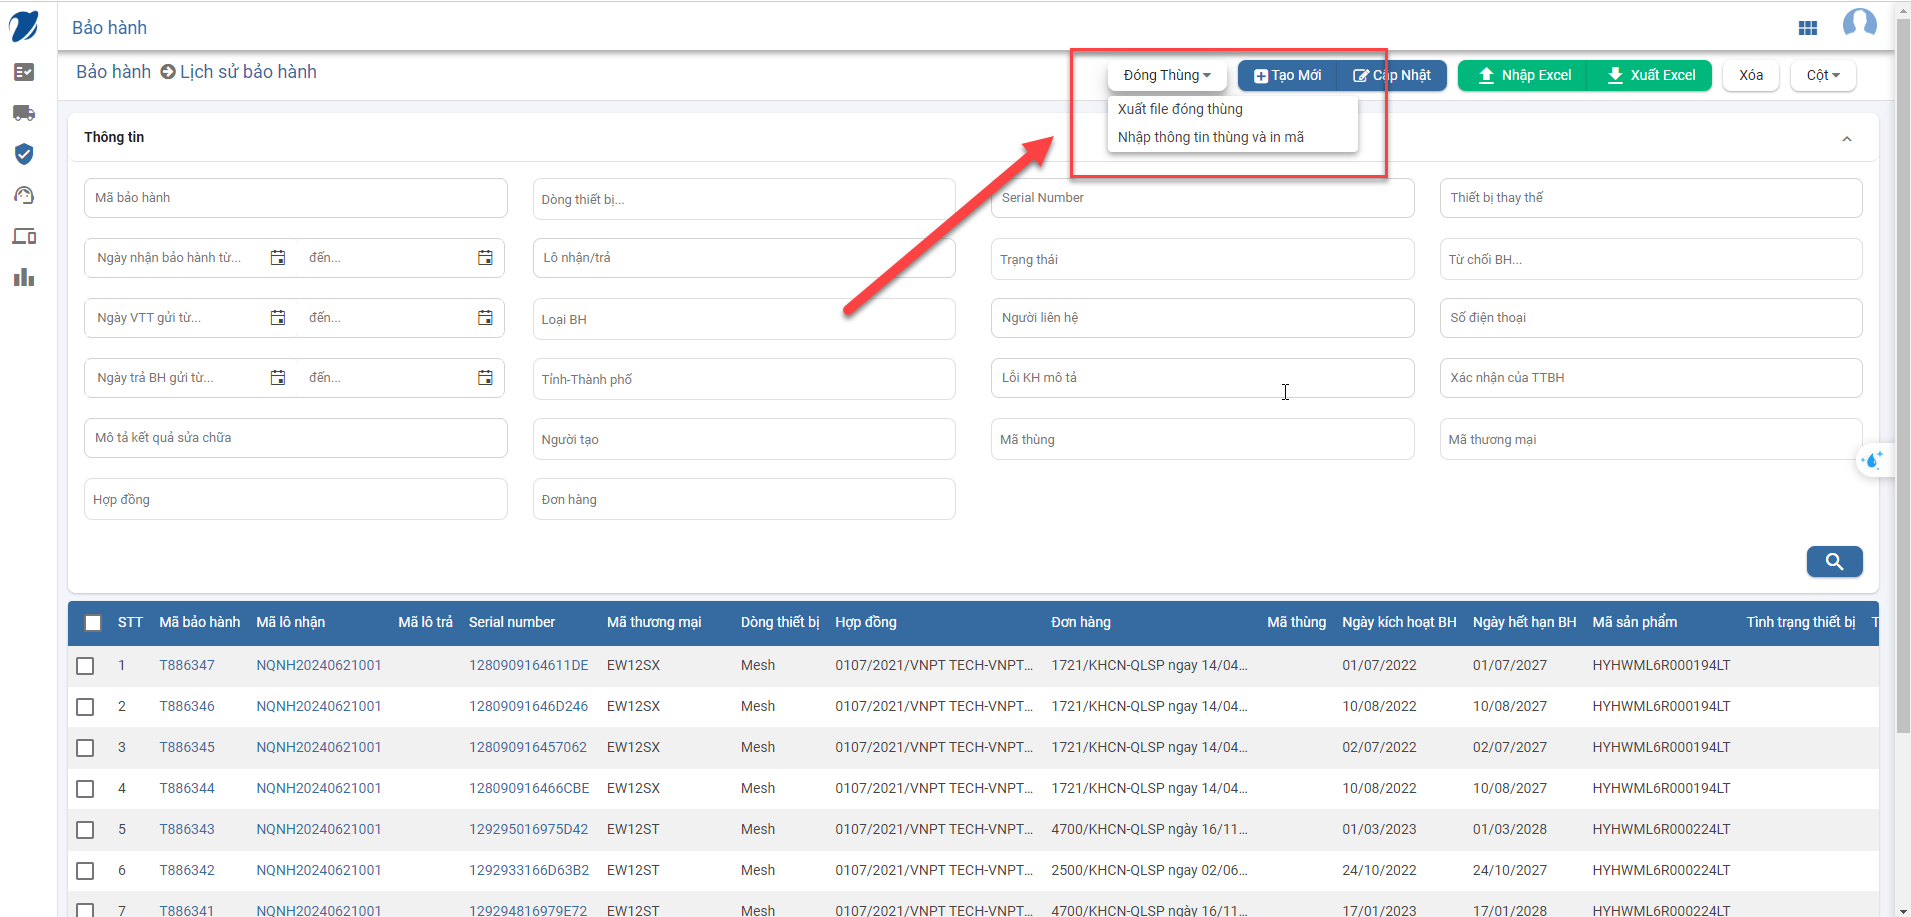 Bảo hành
Bảo hành Lịch sử bảo hành
Đóng Thùng Tạo Mới Cập Nhật Nhập Excel Xuất Excel Xóa Cột
Xuất file đóng thùng
Nhập thông tin thùng và in mã
Thông tin
Mã bảo hành Dòng thiết bị... Serial Number Thiết bị thay thế
Ngày nhận bảo hành từ... đến... Lô nhận/trả Trạng thái Từ chối BH...
Ngày VTT gửi từ... đến... Loại BH Người liên hệ Số điện thoại
Ngày trả BH gửi từ... đến... Tỉnh-Thành phố Lỗi KH mô tả Xác nhận của TTBH
Mô tả kết quả sửa chữa Người tạo Mã thùng Mã thương mại
Hợp đồng Đơn hàng
STT Mã bảo hành Mã lô nhận Mã lô trả Serial number Mã thương mại Dòng thiết bị Hợp đồng Đơn hàng Mã thùng Ngày kích hoạt BH Ngày hết hạn BH Mã sản phẩm Tình trạng thiết bị T
1 T886347 NQNH20240621001 1280909164611DE EW12SX Mesh 0107/2021/VNPT TECH-VNPT... 1721/KHCN-QLSP ngay 14/04... 01/07/2022 01/07/2027 HYHWML6R000194LT
2 T886346 NQNH20240621001 12809091646D246 EW12SX Mesh 0107/2021/VNPT TECH-VNPT... 1721/KHCN-QLSP ngay 14/04... 10/08/2022 10/08/2027 HYHWML6R000194LT
3 T886345 NQNH20240621001 128090916457062 EW12SX Mesh 0107/2021/VNPT TECH-VNPT... 1721/KHCN-QLSP ngay 14/04... 02/07/2022 02/07/2027 HYHWML6R000194LT
4 T886344 NQNH20240621001 128090916466CBE EW12SX Mesh 0107/2021/VNPT TECH-VNPT... 1721/KHCN-QLSP ngay 14/04... 10/08/2022 10/08/2027 HYHWML6R000194LT
5 T886343 NQNH20240621001 129295016975D42 EW12ST Mesh 0107/2021/VNPT TECH-VNPT... 4700/KHCN-QLSP ngày 16/11... 01/03/2023 01/03/2028 HYHWML6R000224LT
6 T886342 NQNH20240621001 1292933166D63B2 EW12ST Mesh 0107/2021/VNPT TECH-VNPT... 2500/KHCN-QLSP ngay 02/06... 24/10/2022 24/10/2027 HYHWML6R000224LT
7 T886341 NQNH20240621001 129294816979E72 EW12ST Mesh 0107/2021/VNPT TECH-VNPT... 4700/KHCN-QLSP ngày 16/11... 17/01/2023 17/01/2028 HYHWML6R000224LT